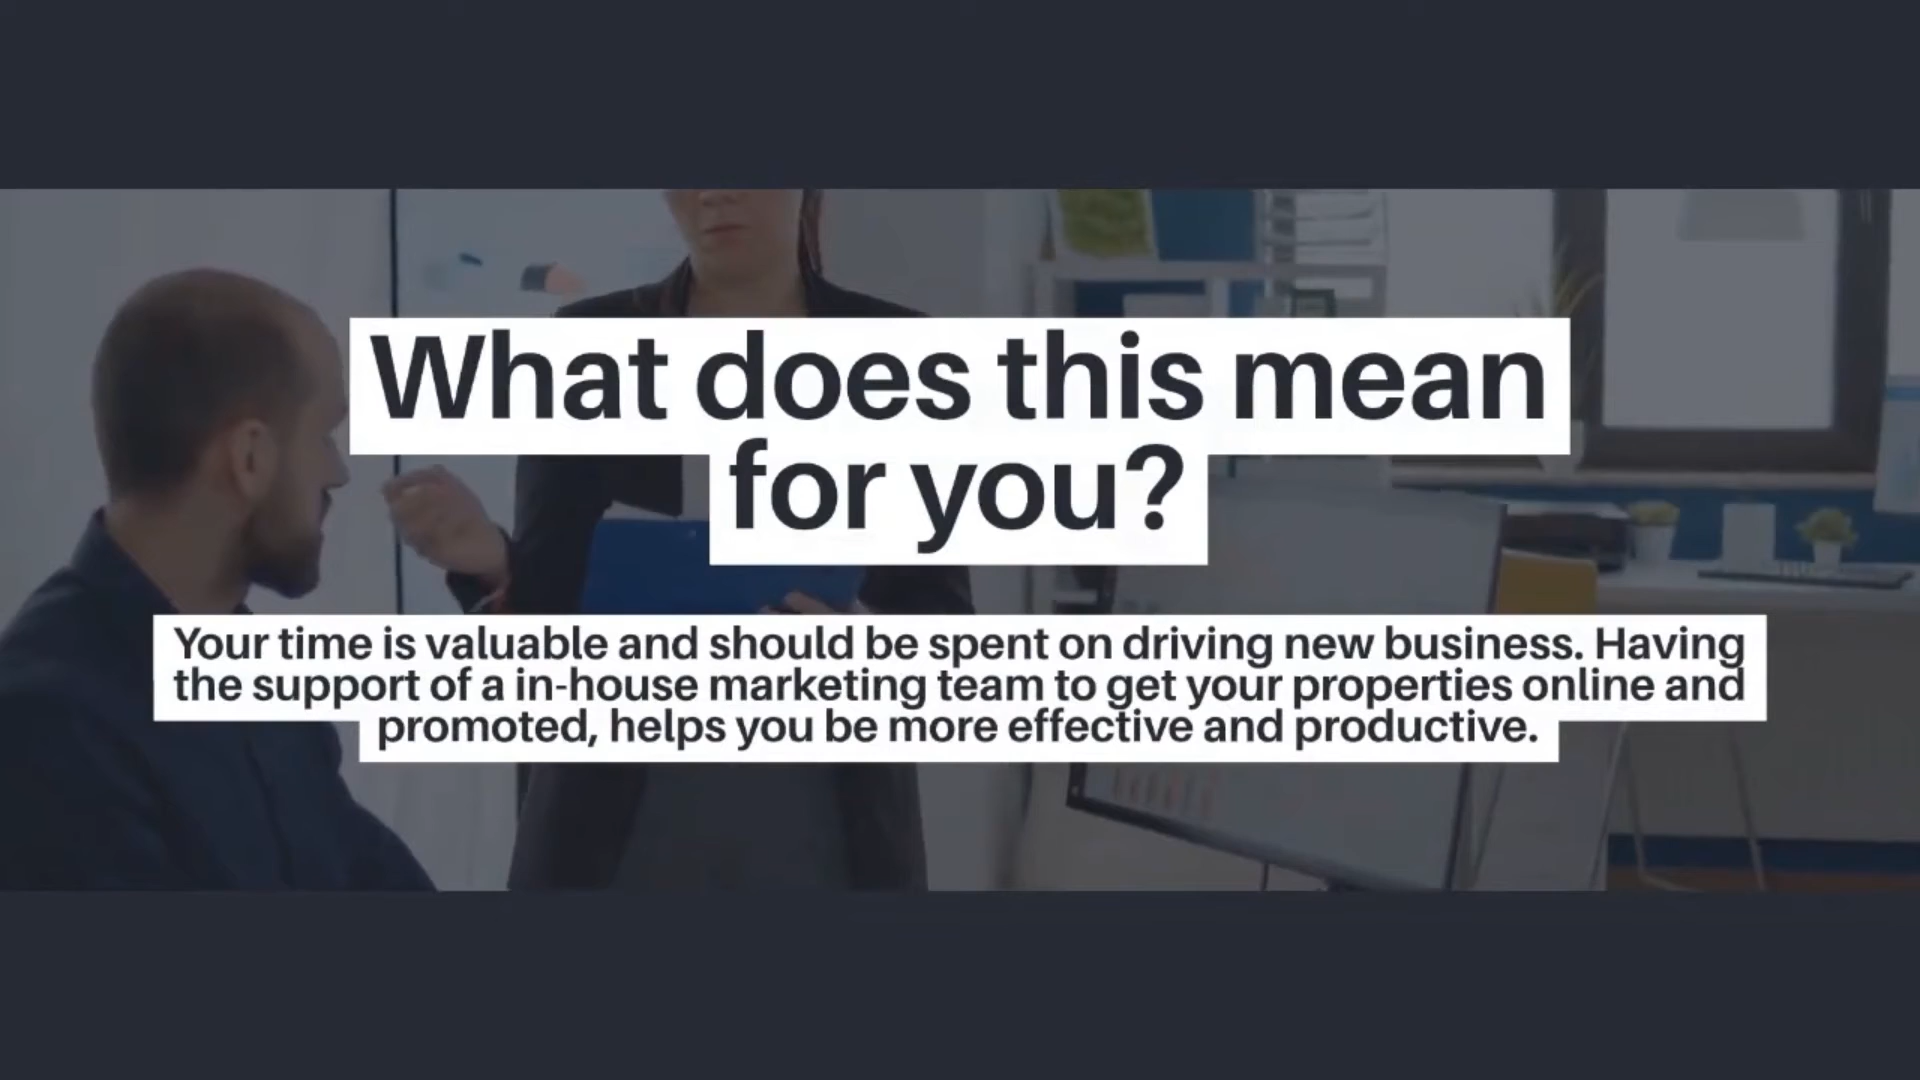 What does this mean
for you?
Your time is valuable and should be spent on driving new business. Having
the support of a in-house marketing team to get your properties online and
promoted, helps you be more effective and productive.